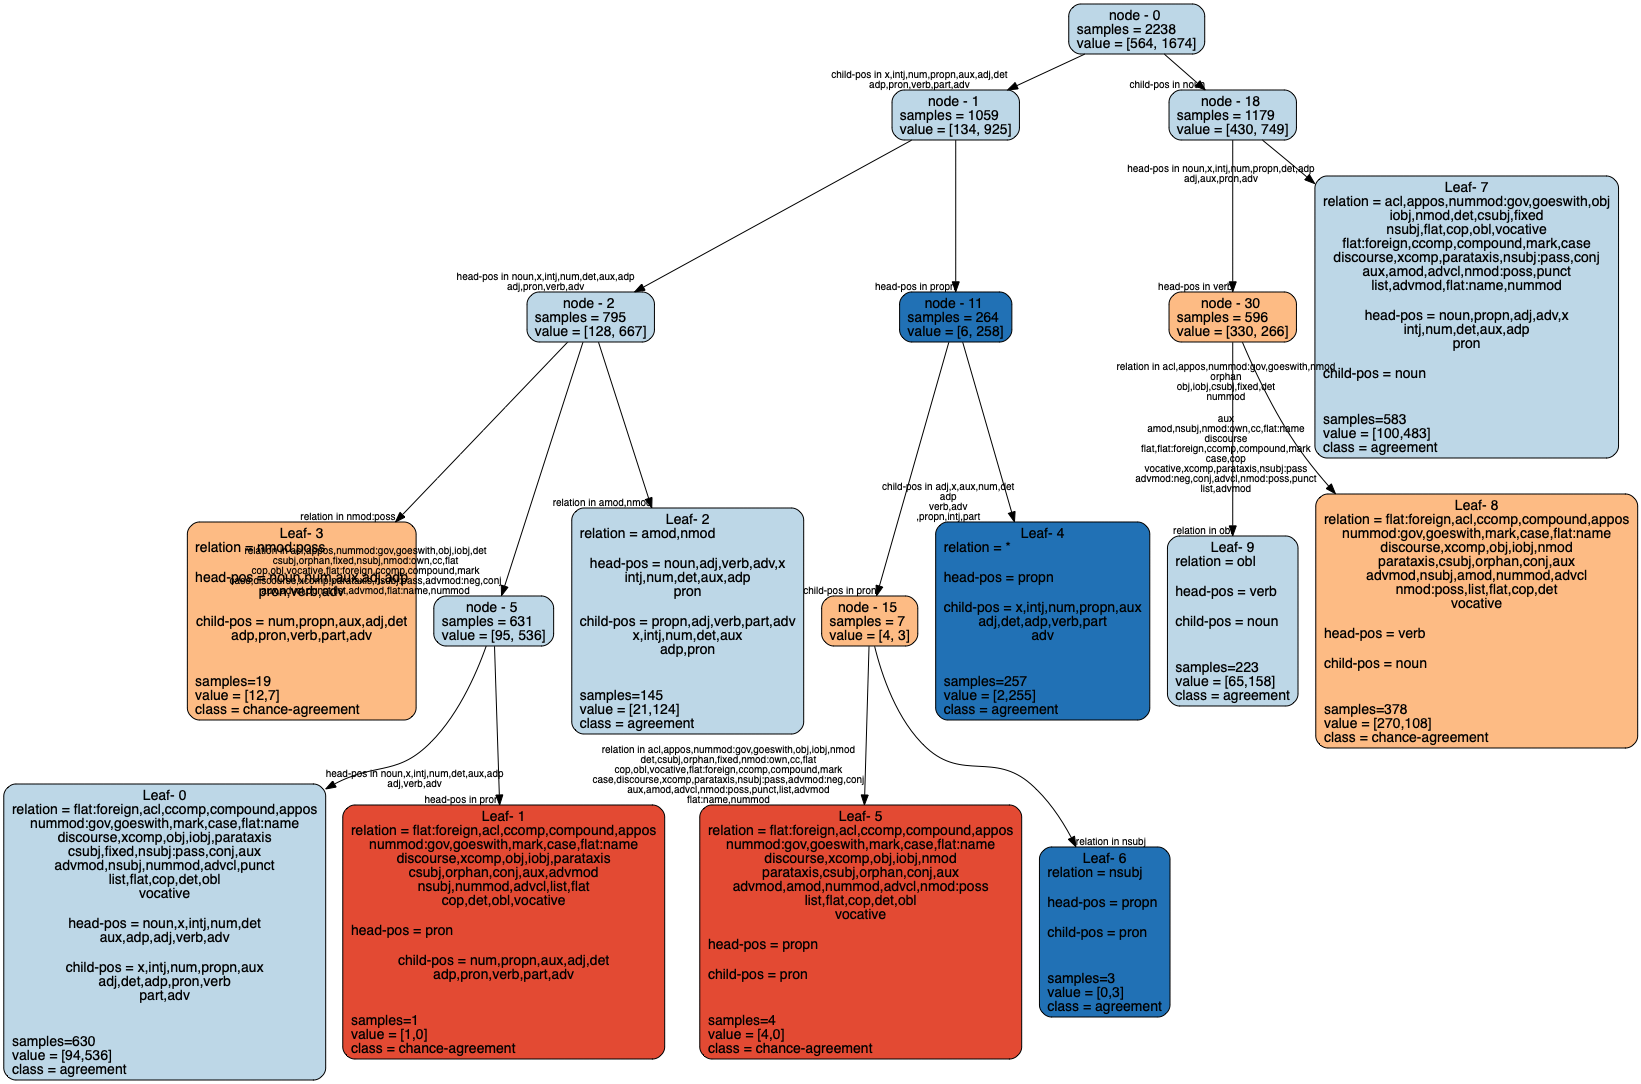 node - 0
samples = 2238
value = [564, 1674]
child-pos in x,intj,num,propn,aux,adj,det
adp,pron,verb,part,adv
child-pos in noun
node - 1
samples = 1059
value = [134, 925]
node - 18
samples = 1179
value = [430, 749]
head-pos in noun,x,intj,num,propn,det,adp
adj,aux,pron,adv
Leaf- 7
relation = acl,appos,nummod:gov,goeswith,obj
iobj,nmod,det,csubj,fixed
nsubj,flat,cop,obl,vocative
flat:foreign,ccomp,compound,mark,case
discourse,xcomp,parataxis,nsubj:pass,conj
aux,amod,advcl,nmod:poss,punct
list,advmod,flat:name,nummod
head-pos = noun,propn,adj,adv,x
intj,num,det,aux,adp
pron
child-pos = noun
samples=583
value = [100,483]
class = agreement
head-pos in noun,x,intj,num,det,aux,adp
adj,pron,verb,adv
head-pos in propn
head-pos in verb
node - 2
samples = 795
value = [128, 667]
node - 11
samples = 264
value = [6, 258]
node - 30
samples = 596
value = [330, 266]
relation in acl,appos,nummod:gov,goeswith,nmod
orphan
obj,iobj,csubj,fixed,det
nummod
aux
amod,nsubj,nmod:own,cc,flat:name
discourse
flat,flat:foreign,ccomp,compound,mark
case,cop
vocative,xcomp,parataxis,nsubj:pass
advmod:neg,conj,advcl,nmod:poss,punct
list,advmod
relation in nmod:poss
relation in amod,nmod
child-pos in adj,x,aux,num,det
adp
verb,adv
,propn,intj,part
relation in obl
Leaf- 3
relation = nmod:poss
head-pos = noun,num,aux,adj,adp
pron,verb,adv
child-pos = num,propn,aux,adj,det
adp,pron,verb,part,adv
samples=19
value = [12,7]
class = chance-agreement
relation in acl,appos,nummod:gov,goeswith,obj,iobj,det
csubj,orphan,fixed,nsubj,nmod:own,cc,flat
cop,obl,vocative,flat:foreign,ccomp,compound,mark
case,discourse,xcomp,parataxis,nsubj:pass,advmod:neg,conj
aux,advcl,punct,list,advmod,flat:name,nummod
node - 5
samples = 631
value = [95, 536]
Leaf- 2
relation = amod,nmod
head-pos = noun,adj,verb,adv,x
intj,num,det,aux,adp
pron
child-pos = propn,adj,verb,part,adv
x,intj,num,det,aux
adp,pron
samples=145
value = [21,124]
class = agreement
child-pos in pron
node - 15
samples = 7
value = [4, 3]
Leaf- 4
relation = *
head-pos = propn
child-pos = x,intj,num,propn,aux
adj,det,adp,verb,part
adv
samples=257
value = [2,255]
class = agreement
Leaf- 9
relation = obl
head-pos = verb
child-pos = noun
samples=223
value = [65,158]
class = agreement
Leaf- 8
relation = flat:foreign,acl,ccomp,compound,appos
nummod:gov,goeswith,mark,case,flat:name
discourse,xcomp,obj,iobj,nmod
parataxis,csubj,orphan,conj,aux
advmod,nsubj,amod,nummod,advcl
nmod:poss,list,flat,cop,det
vocative
head-pos = verb
child-pos = noun
samples=378
value = [270,108]
class = chance-agreement
head-pos in noun,x,intj,num,det,aux,adp
adj,verb,adv
head-pos in pron
relation in acl,appos,nummod:gov,goeswith,obj,iobj,nmod
det,csubj,orphan,fixed,nmod:own,cc,flat
cop,obl,vocative,flat:foreign,ccomp,compound,mark
case,discourse,xcomp,parataxis,nsubj:pass,advmod:neg,conj
aux,amod,advcl,nmod:poss,punct,list,advmod
flat:name,nummod
relation in nsubj
Leaf- 0
relation = flat:foreign,acl,ccomp,compound,appos
nummod:gov,goeswith,mark,case,flat:name
discourse,xcomp,obj,iobj,parataxis
csubj,fixed,nsubj:pass,conj,aux
advmod,nsubj,nummod,advcl,punct
list,flat,cop,det,obl
vocative
head-pos = noun,x,intj,num,det
aux,adp,adj,verb,adv
child-pos = x,intj,num,propn,aux
adj,det,adp,pron,verb
part,adv
samples=630
value = [94,536]
class = agreement
Leaf- 1
relation = flat:foreign,acl,ccomp,compound,appos
nummod:gov,goeswith,mark,case,flat:name
discourse,xcomp,obj,iobj,parataxis
csubj,orphan,conj,aux,advmod
nsubj,nummod,advcl,list,flat
cop,det,obl,vocative
head-pos = pron
child-pos = num,propn,aux,adj,det
adp,pron,verb,part,adv
samples=1
value = [1,0]
class = chance-agreement
Leaf- 5
relation = flat:foreign,acl,ccomp,compound,appos
nummod:gov,goeswith,mark,case,flat:name
discourse,xcomp,obj,iobj,nmod
parataxis,csubj,orphan,conj,aux
advmod,amod,nummod,advcl,nmod:poss
list,flat,cop,det,obl
vocative
head-pos = propn
child-pos = pron
samples=4
value = [4,0]
class = chance-agreement
Leaf- 6
relation = nsubj
head-pos = propn
child-pos = pron
samples=3
value = [0,3]
class = agreement